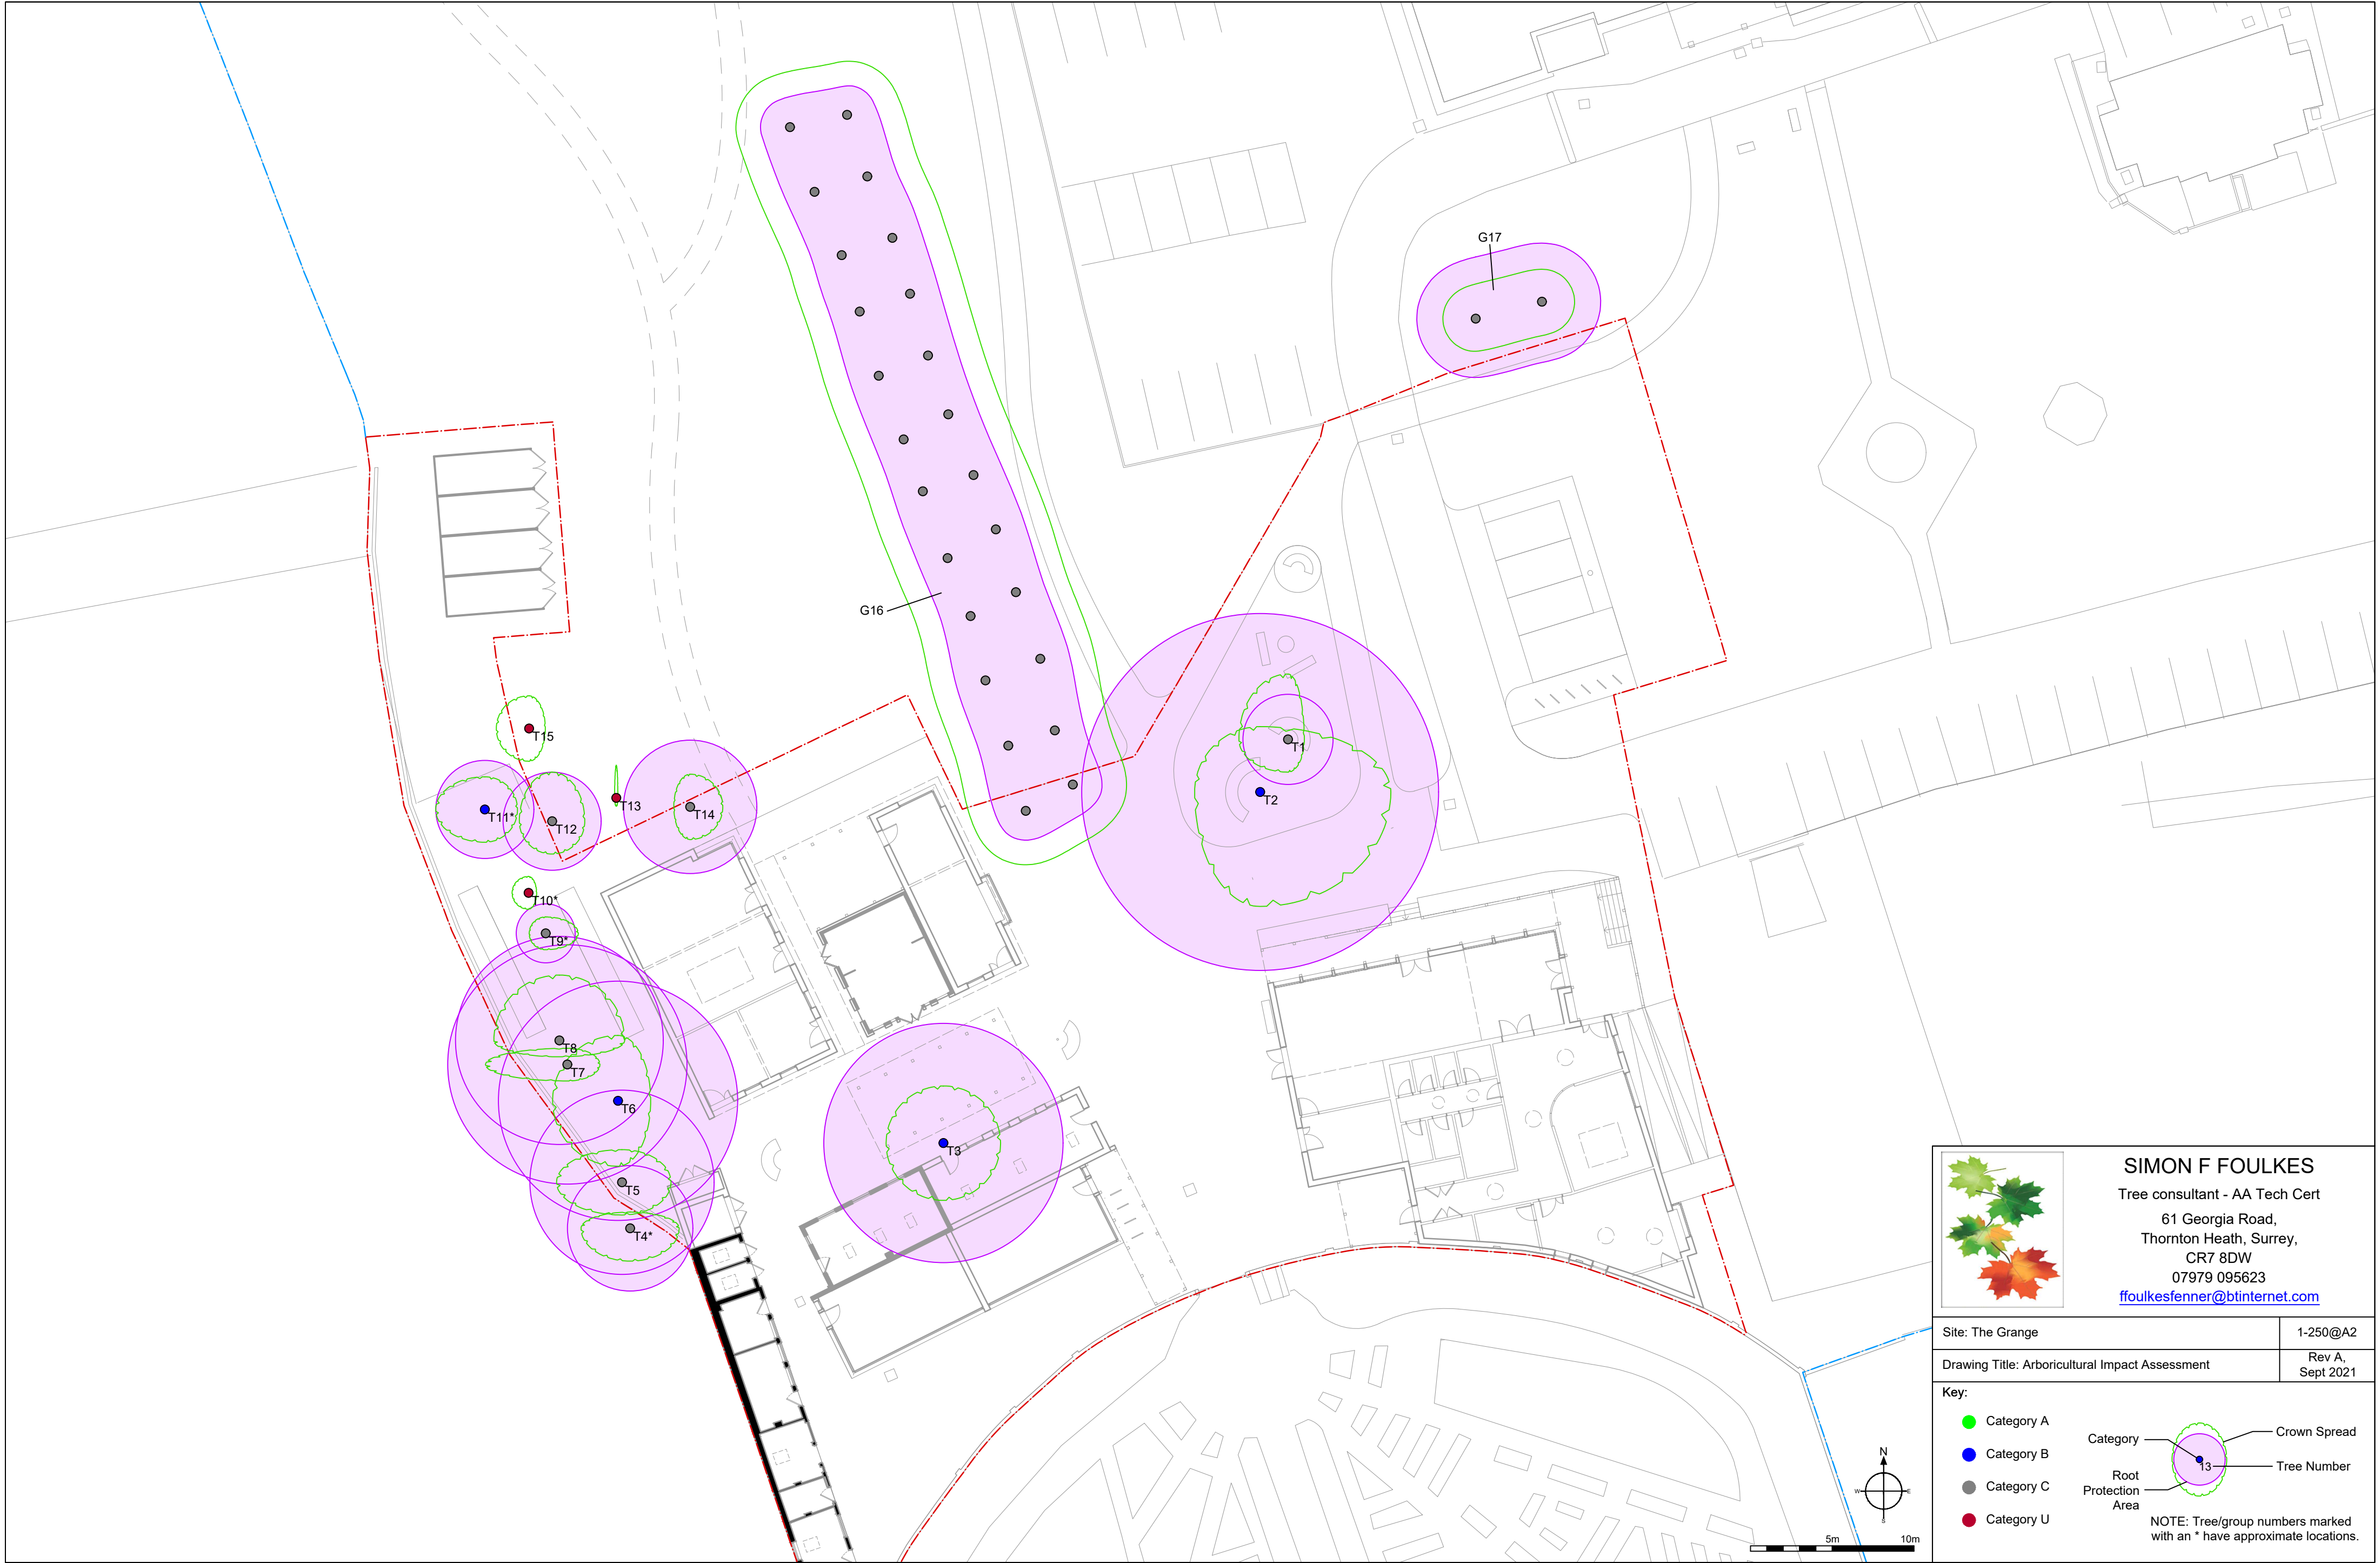 G17
G16
T15
T13
T1
T11*
T12
T14
T2
T10*
T9*
T8
T7
T6
T3
T5
T4*
SIMON F FOULKES
Tree consultant - AA Tech Cert
61 Georgia Road,
Thornton Heath, Surrey,
CR7 8DW
07979 095623
ffoulkesfenner@btinternet.com
Site: The Grange
1-250@A2
Drawing Title: Arboricultural Impact Assessment
Rev A,
Sept 2021
Key:
Category A
Category B
Category C
Category U
Category
Crown Spread
13
Tree Number
Root
Protection
Area
NOTE: Tree/group numbers marked
with an * have approximate locations.
N
W
E
S
5m
10m